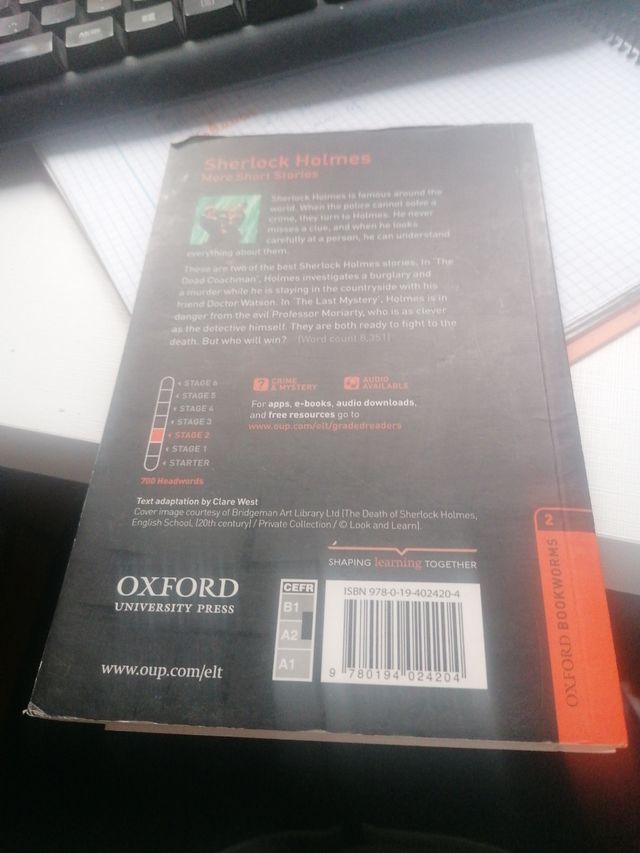 Sherlock Holmes
More Short Stories
Sherlock Holmes is famous around the
world. When the police cannot solve a
crime, they turn to Holmes. He never
misses a clue, and when he looks
carefully at a person, he can understand
everything about them.
These are two of the best Sherlock Holmes stories. In 'The
Dead Coachman', Holmes investigates a burglary and
a murder while he is staying in the countryside with his
friend Doctor Watson. In 'The Last Mystery', Holmes is in
danger from the evil Professor Moriarty, who is as clever
as the detective himself. They are both ready to fight to the
death. But who will win? (Word count 8,351)
STAGE 6
STAGE 5
STAGE 4
STAGE 3
STAGE 2
STAGE 1
STARTER
700 Headwords
? CRIME
& MYSTERY
AUDIO
AVAILABLE
For apps, e-books, audio downloads,
and free resources go to
www.oup.com/elt/gradedreaders
Text adaptation by Clare West
Cover image courtesy of Bridgeman Art Library Ltd (The Death of Sherlock Holmes,
English School, (20th century) / Private Collection / © Look and Learn).
SHAPING learning TOGETHER
OXFORD
UNIVERSITY PRESS
www.oup.com/elt
CEFR
B1
A2
A1
ISBN 978-0-19-402420-4
9 780194 024204
2
OXFORD BOOKWORMS